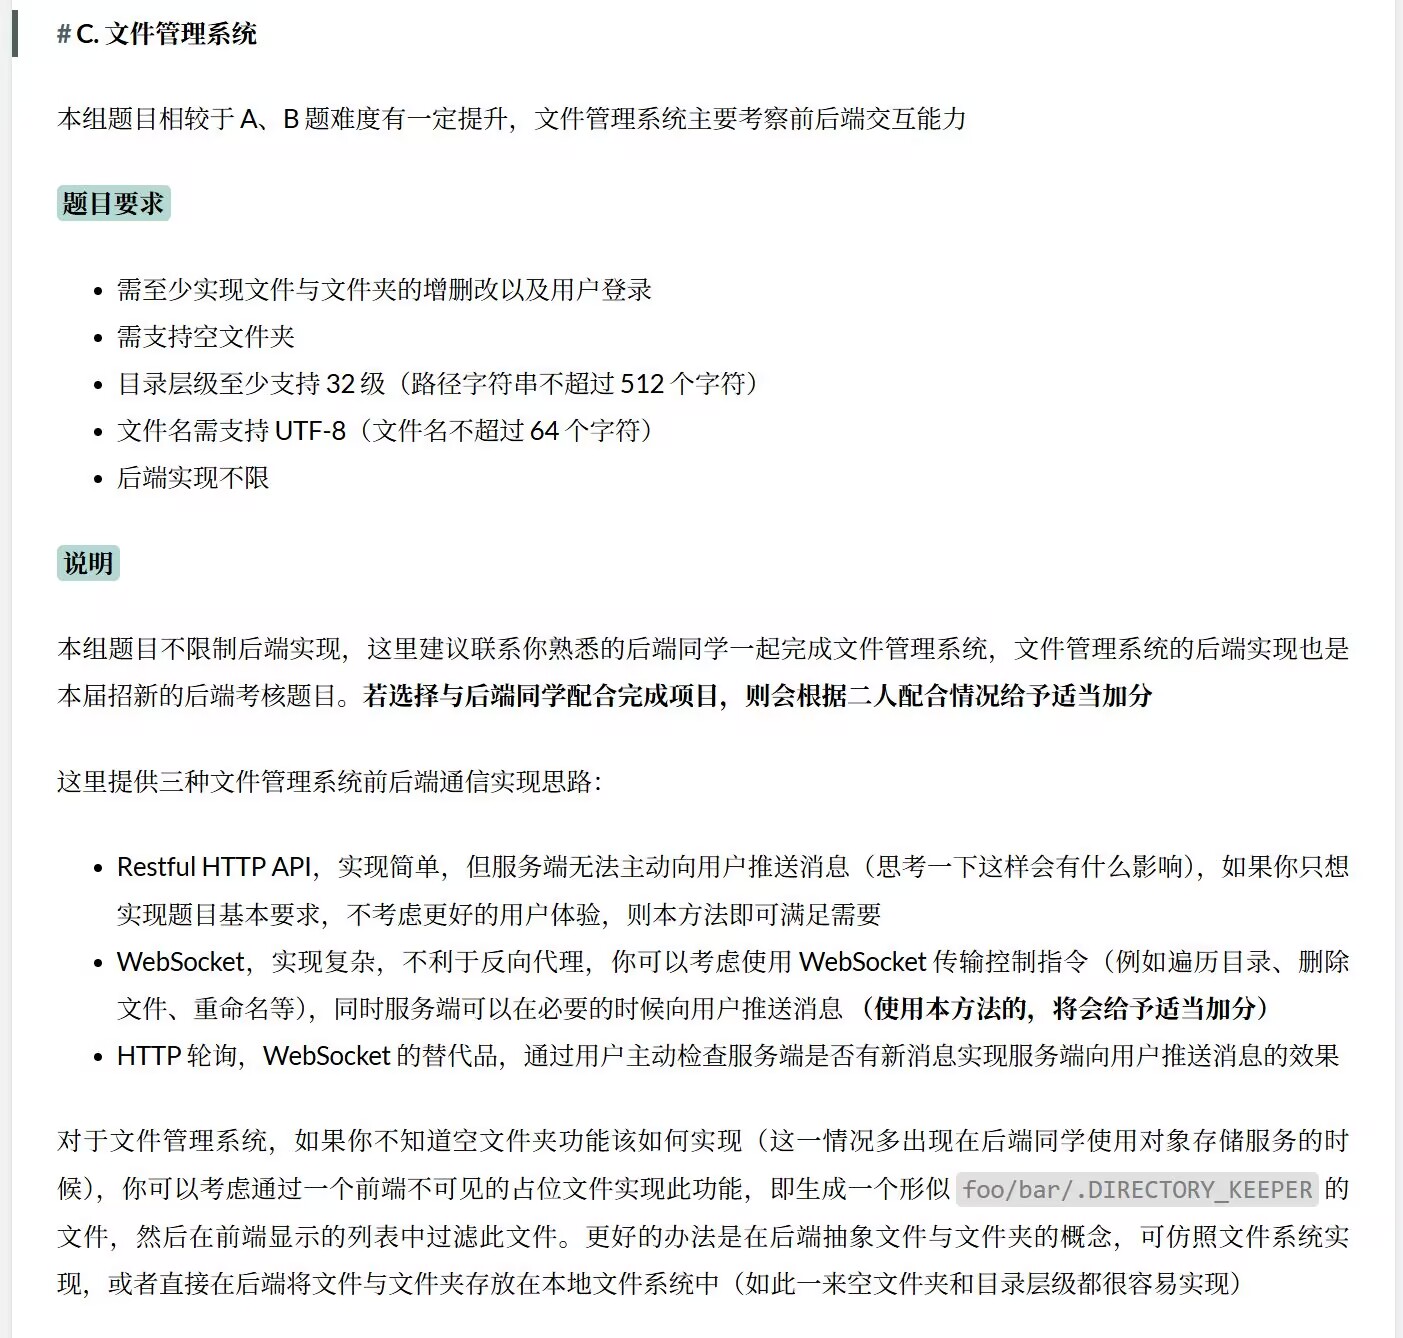 # C. 文件管理系统
本组题目相较于 A、B 题难度有一定提升，文件管理系统主要考察前后端交互能力
题目要求
• 需至少实现文件与文件夹的增删改以及用户登录
• 需支持空文件夹
• 目录层级至少支持 32 级（路径字符串不超过 512 个字符）
• 文件名需支持 UTF-8（文件名不超过 64 个字符）
• 后端实现不限
说明
本组题目不限制后端实现，这里建议联系你熟悉的后端同学一起完成文件管理系统，文件管理系统的后端实现也是
本届招新的后端考核题目。若选择与后端同学配合完成项目，则会根据二人配合情况给予适当加分
这里提供三种文件管理系统前后端通信实现思路：
• Restful HTTP API，实现简单，但服务端无法主动向用户推送消息（思考一下这样会有什么影响），如果你只想
实现题目基本要求，不考虑更好的用户体验，则本方法即可满足需要
• WebSocket，实现复杂，不利于反向代理，你可以考虑使用 WebSocket 传输控制指令（例如遍历目录、删除
文件、重命名等），同时服务端可以在必要的时候向用户推送消息（使用本方法的，将会给予适当加分）
• HTTP 轮询，WebSocket 的替代品，通过用户主动检查服务端是否有新消息实现服务端向用户推送消息的效果
对于文件管理系统，如果你不知道空文件夹功能该如何实现（这一情况多出现在后端同学使用对象存储服务的时
候），你可以考虑通过一个前端不可见的占位文件实现此功能，即生成一个形似 foo/bar/.DIRECTORY_KEEPER 的
文件，然后在前端显示的列表中过滤此文件。更好的办法是在后端抽象文件与文件夹的概念，可仿照文件系统实
现，或者直接在后端将文件与文件夹存放在本地文件系统中（如此一来空文件夹和目录层级都很容易实现）